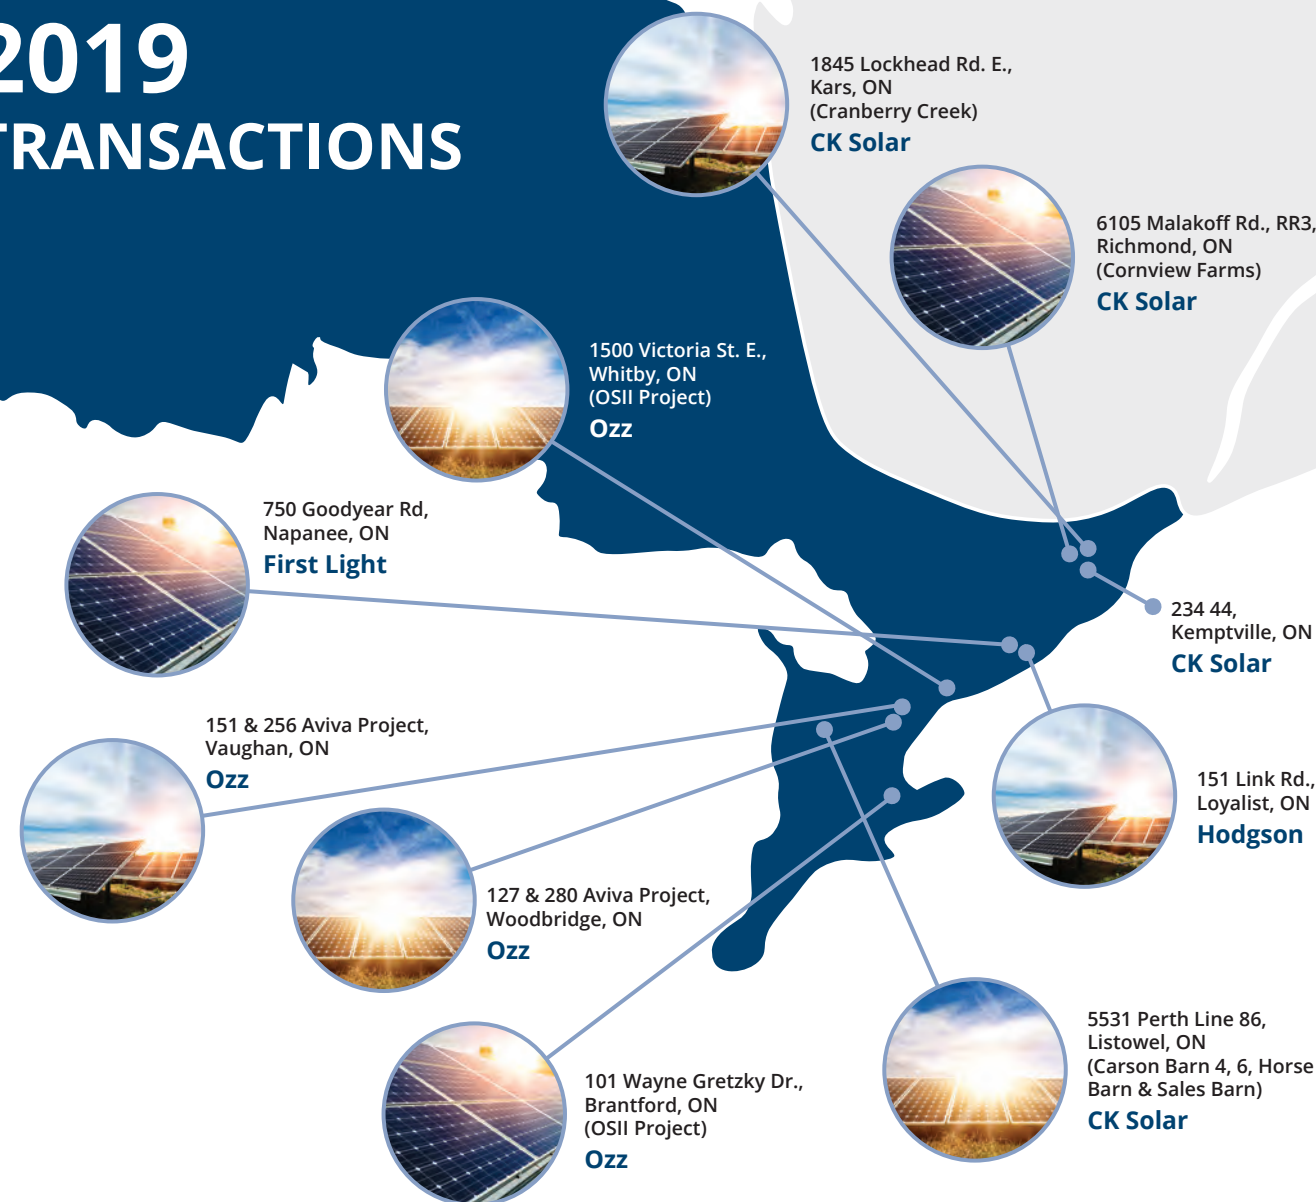 2019
TRANSACTIONS
1845 Lockhead Rd. E.,
Kars, ON
(Cranberry Creek)
CK Solar
6105 Malakoff Rd., RR3,
Richmond, ON
(Cornview Farms)
CK Solar
1500 Victoria St. E.,
Whitby, ON
(OSII Project)
Ozz
750 Goodyear Rd,
Napanee, ON
First Light
234 44,
Kemptville, ON
CK Solar
151 & 256 Aviva Project,
Vaughan, ON
Ozz
151 Link Rd.,
Loyalist, ON
Hodgson
127 & 280 Aviva Project,
Woodbridge, ON
Ozz
5531 Perth Line 86,
Listowel, ON
(Carson Barn 4, 6, Horse
Barn & Sales Barn)
CK Solar
101 Wayne Gretzky Dr.,
Brantford, ON
(OSII Project)
Ozz